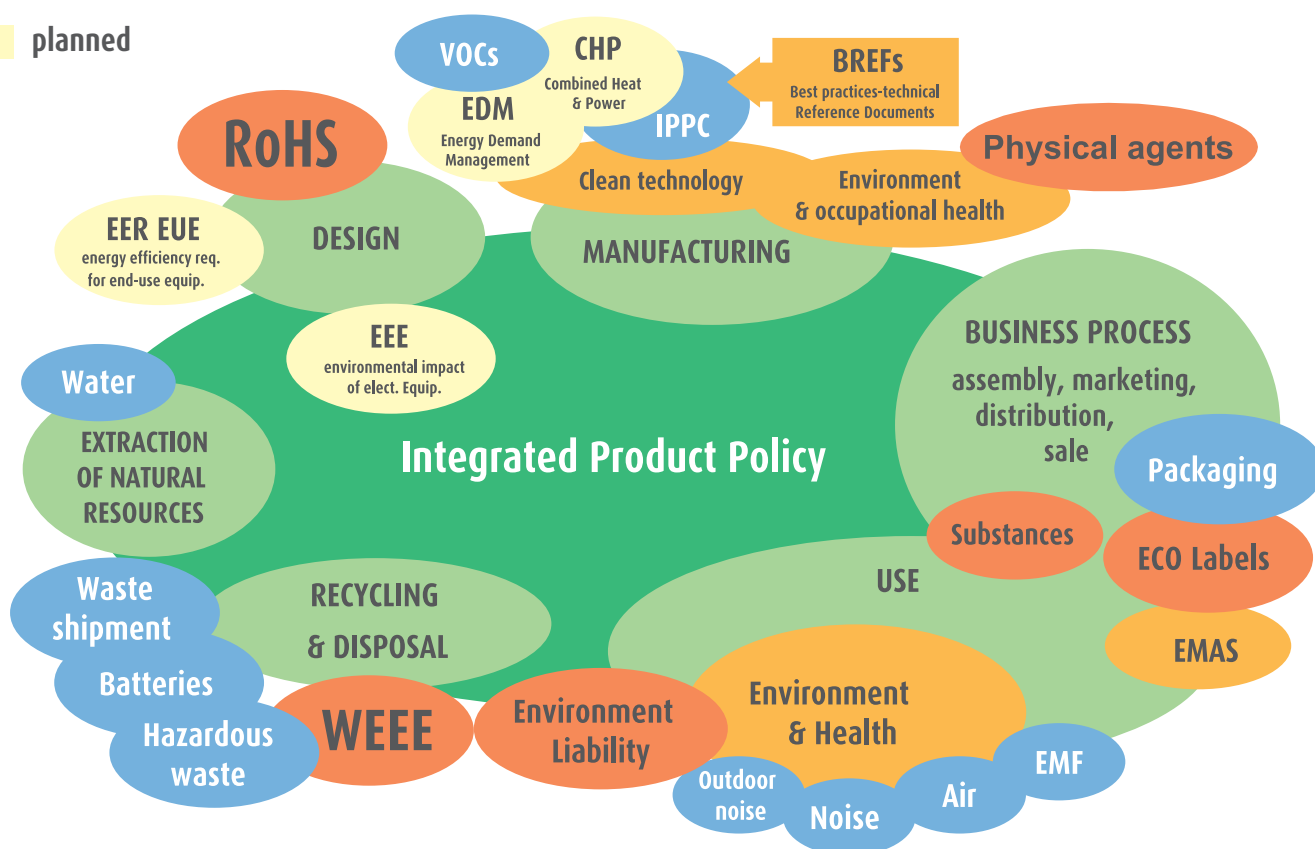 planned
VOCs
CHP
Combined Heat
& Power
EDM
Energy Demand
Management
IPPC
BREFs
Best practices-technical
Reference Documents
RoHS
Physical agents
Clean technology
Environment
& occupational health
EER EUE
energy efficiency req.
for end-use equip.
DESIGN
MANUFACTURING
EEE
environmental impact
of elect. Equip.
BUSINESS PROCESS
assembly, marketing,
distribution,
sale
Water
EXTRACTION
OF NATURAL
RESOURCES
Integrated Product Policy
Packaging
Substances
ECO Labels
EMAS
USE
Waste
shipment
RECYCLING
& DISPOSAL
Batteries
Hazardous
waste
WEEE
Environment
Liability
Environment
& Health
Outdoor
noise
Noise
Air
EMF